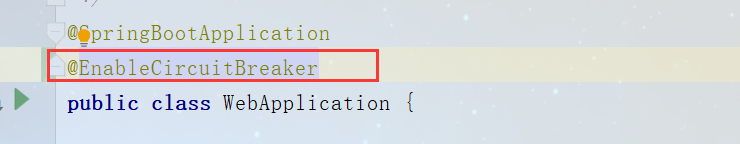 */
@SpringBootApplication
@EnableCircuitBreaker
public class WebApplication {